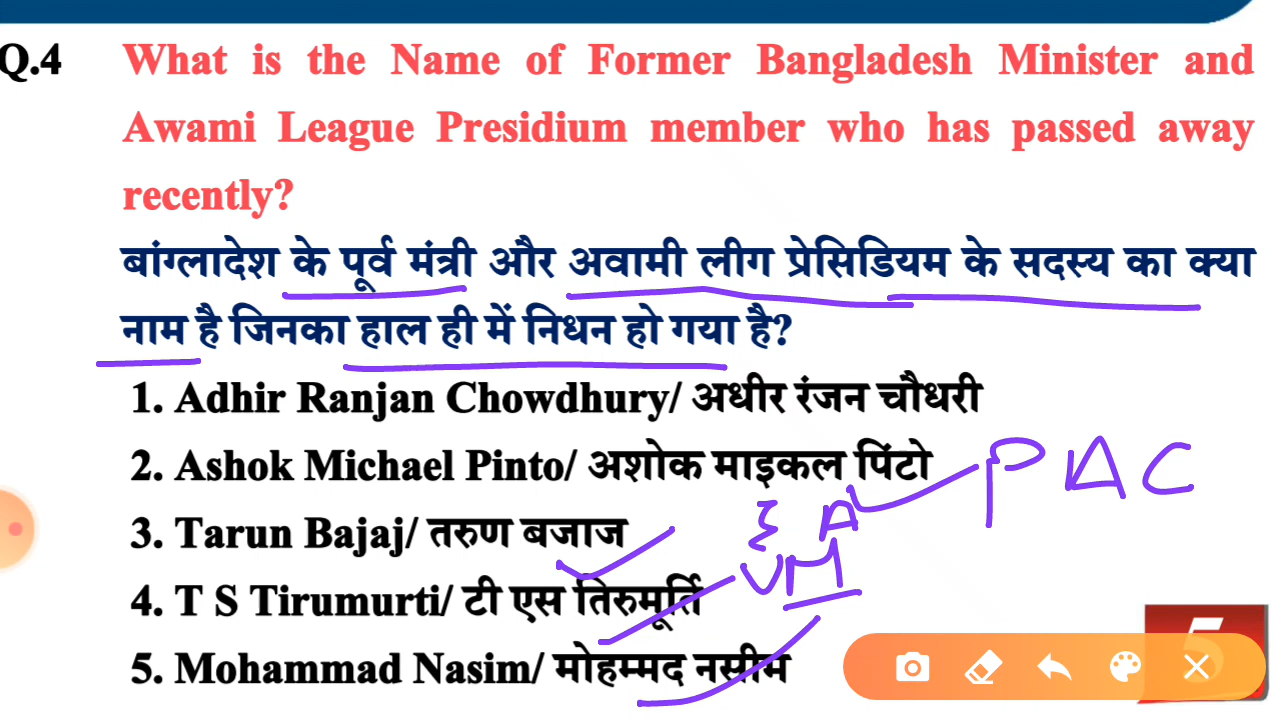 Q.4 What is the Name of Former Bangladesh Minister and
Awami League Presidium member who has passed away
recently?
बांग्लादेश के पूर्व मंत्री और अवामी लीग प्रेसिडियम के सदस्य का क्या
नाम है जिनका हाल ही में निधन हो गया है?
1. Adhir Ranjan Chowdhury/ अधीर रंजन चौधरी
2. Ashok Michael Pinto/ अशोक माइकल पिंटो
PAC
3. Tarun Bajaj/ तरुण बजाज
4. T S Tirumurti/ टी एस तिरुमूर्ति
5. Mohammad Nasim/ मोहम्मद नसीम